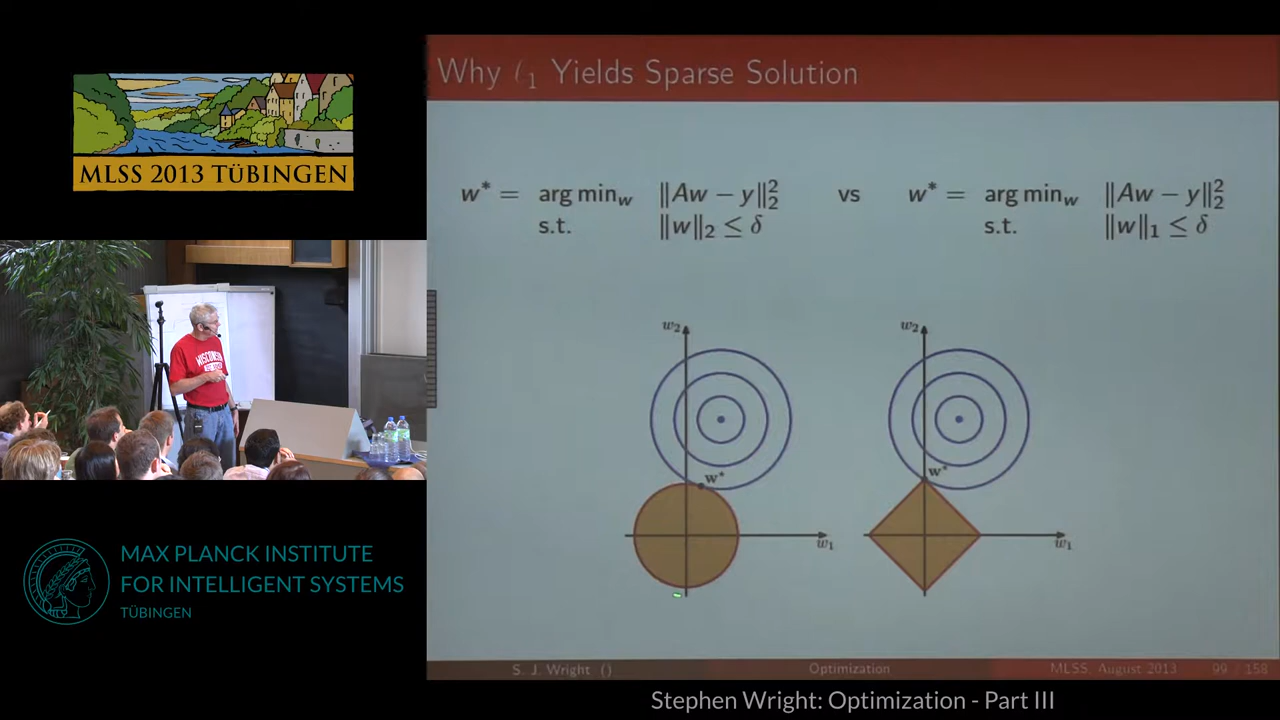 MLSS 2013 TÜBINGEN
WISCONSIN
MAX PLANCK INSTITUTE
FOR INTELLIGENT SYSTEMS
TÜBINGEN
Why ℓ₁ Yields Sparse Solution
w* = arg min_w ‖Aw − y‖₂² vs w* = arg min_w ‖Aw − y‖₂²
s.t. ‖w‖₂ ≤ δ s.t. ‖w‖₁ ≤ δ
w₂ w₂
w* w*
w₁ w₁
S. J. Wright () Optimization MLSS, August 2013 99 / 158
Stephen Wright: Optimization - Part III